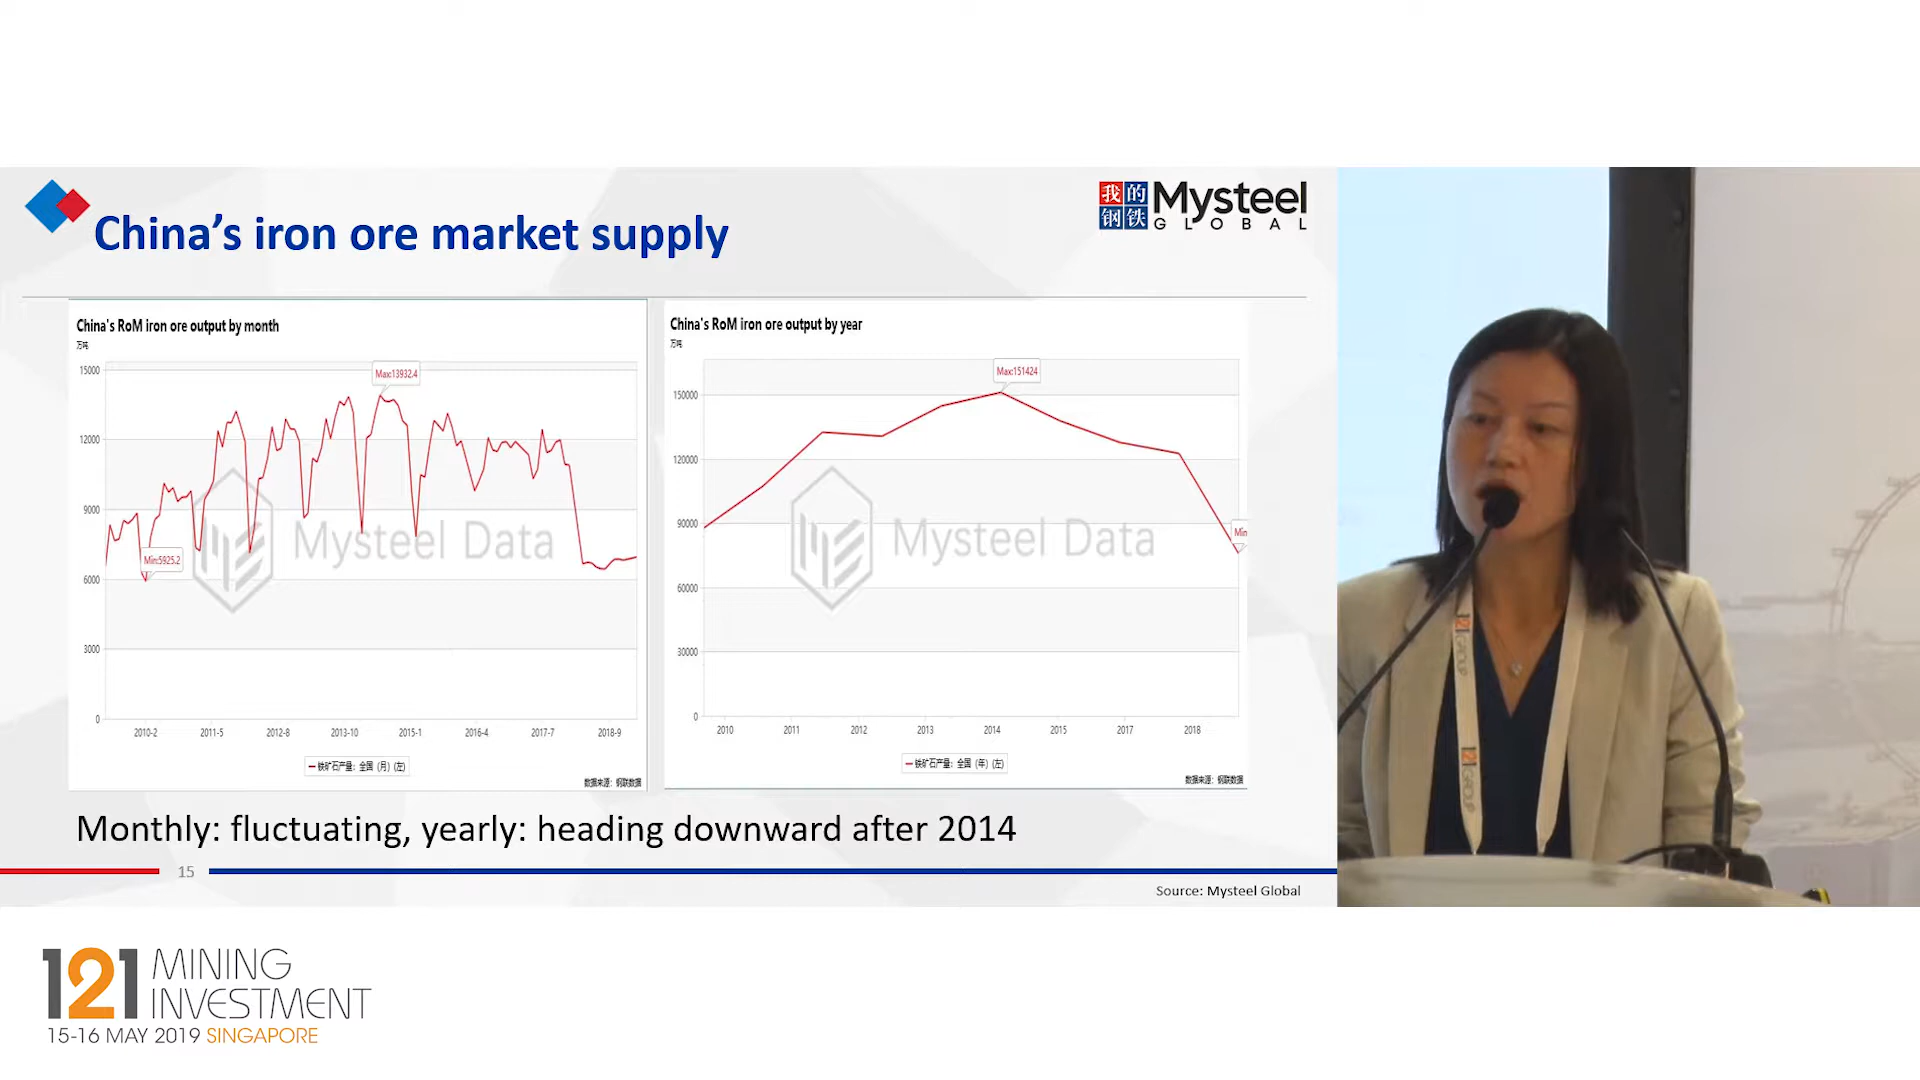 China's iron ore market supply
我的
钢铁
Mysteel
GLOBAL
China's RoM iron ore output by month
万吨
15000
12000
9000
6000
3000
0
Max:13932.4
Min:5925.2
Mysteel Data
2010-2 2011-5 2012-8 2013-10 2015-1 2016-4 2017-7 2018-9
铁矿石产量：全国（月）(左)
数据来源：钢联数据
China's RoM iron ore output by year
万吨
150000
120000
90000
60000
30000
0
Max:151424
Min
Mysteel Data
2010 2011 2012 2013 2014 2015 2017 2018
铁矿石产量：全国（年）(左)
数据来源：钢联数据
Monthly: fluctuating, yearly: heading downward after 2014
15
Source: Mysteel Global
121 GROUP
121 GROUP
121 MINING
INVESTMENT
15-16 MAY 2019 SINGAPORE